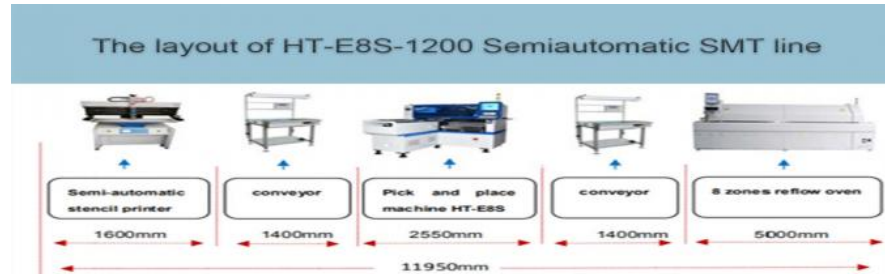 The layout of HT-E8S-1200 Semiautomatic SMT line
Semi-automatic
stencil printer
conveyor
Pick and place
machine HT-E8S
conveyor
8 zones reflow oven
1600mm
1400mm
2550mm
1400mm
5000mm
11950mm